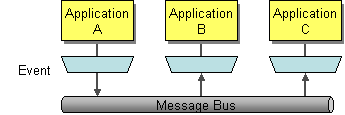 Application
A
Application
B
Application
C
Event
Message Bus